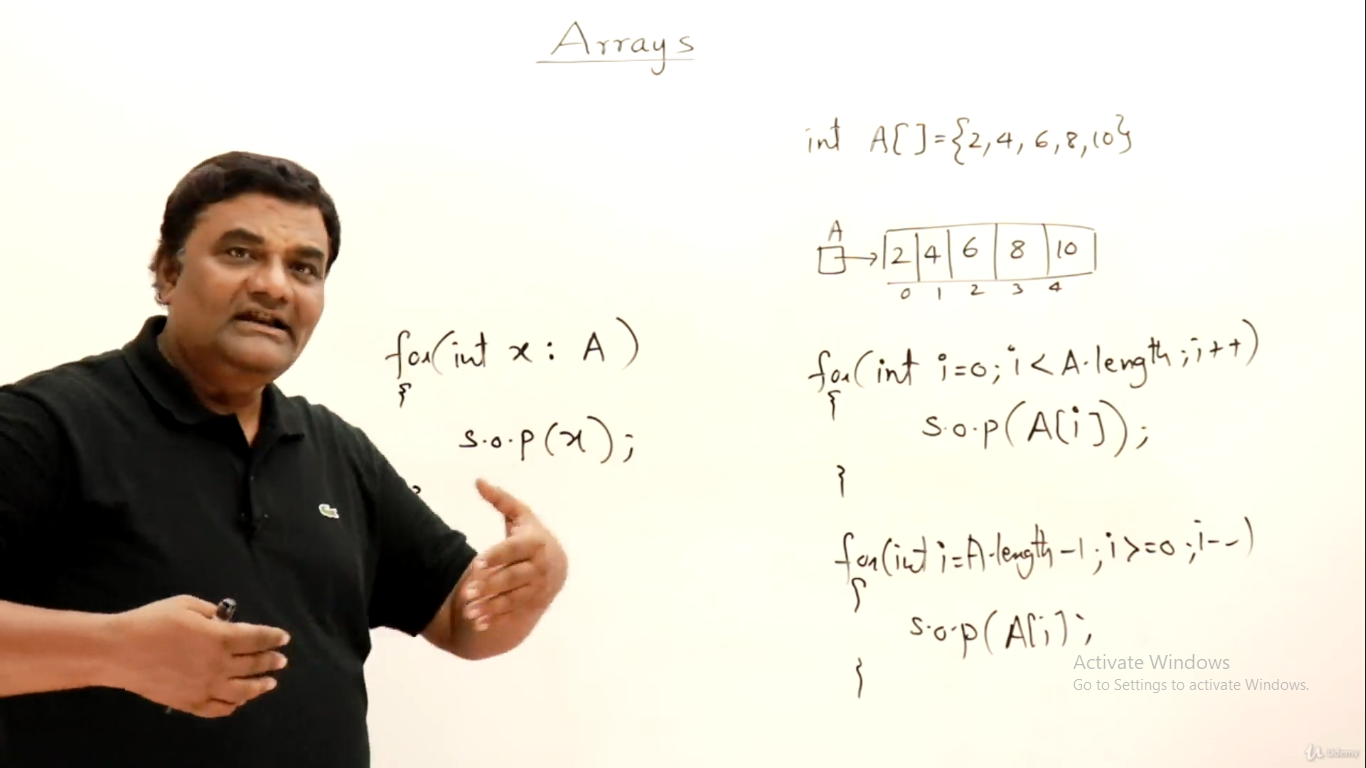 Arrays
int A[]={2,4,6,8,10}
A
2 4 6 8 10
0 1 2 3 4
for(int x: A)
{
s.o.p(x);
}
for(int i=0;i<A.length;i++)
{
s.o.p(A[i]);
}
for(int i=A.length-1;i>=0;i--)
{
s.o.p(A[i];
}
Activate Windows
Go to Settings to activate Windows.
Udemy